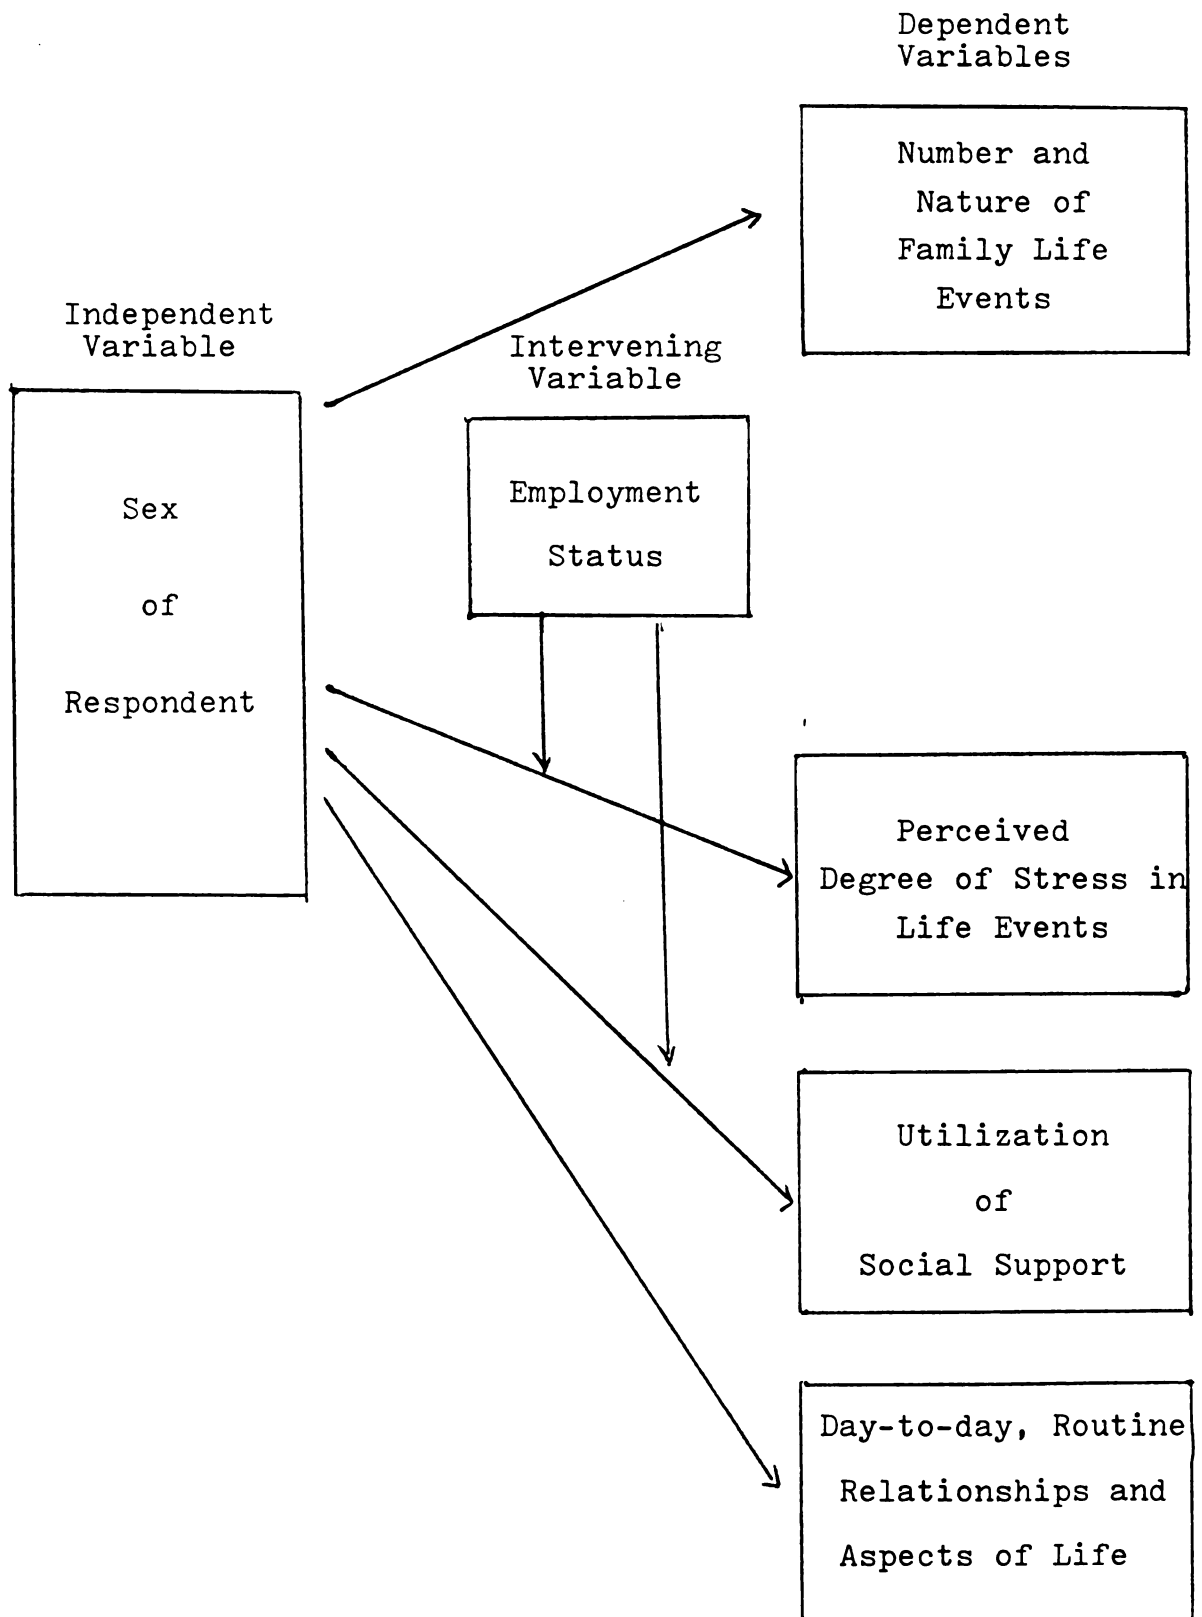 Dependent
Variables
Number and
Nature of
Family Life
Events
Independent
Variable
Intervening
Variable
Sex
of
Respondent
Employment
Status
Perceived
Degree of Stress in
Life Events
Utilization
of
Social Support
Day-to-day, Routine
Relationships and
Aspects of Life